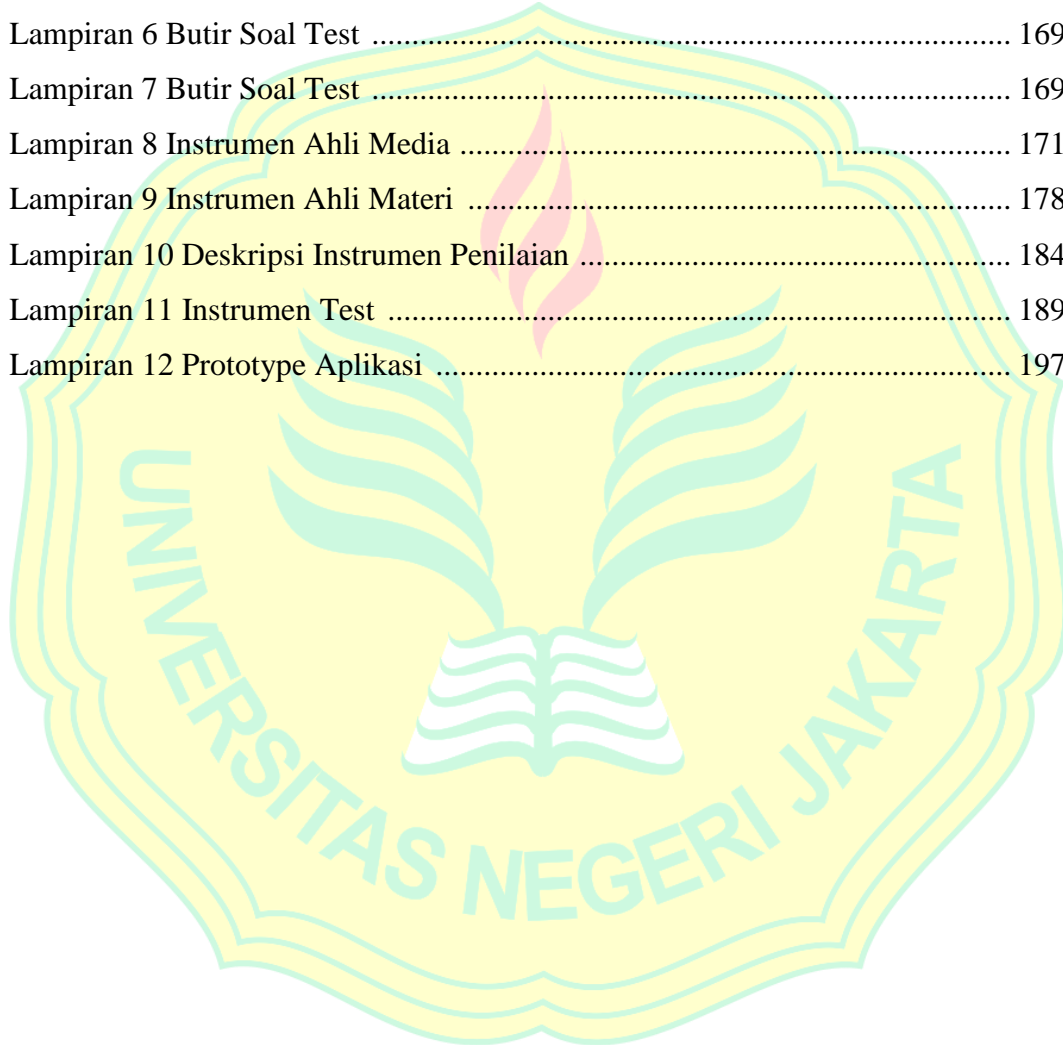 Lampiran 6 Butir Soal Test ........................................................................................ 169
Lampiran 7 Butir Soal Test ........................................................................................ 169
Lampiran 8 Instrumen Ahli Media ............................................................................ 171
Lampiran 9 Instrumen Ahli Materi ........................................................................... 178
Lampiran 10 Deskripsi Instrumen Penilaian ........................................................... 184
Lampiran 11 Instrumen Test ...................................................................................... 189
Lampiran 12 Prototype Aplikasi ............................................................................... 197
UNIVERSITAS NEGERI JAKARTA